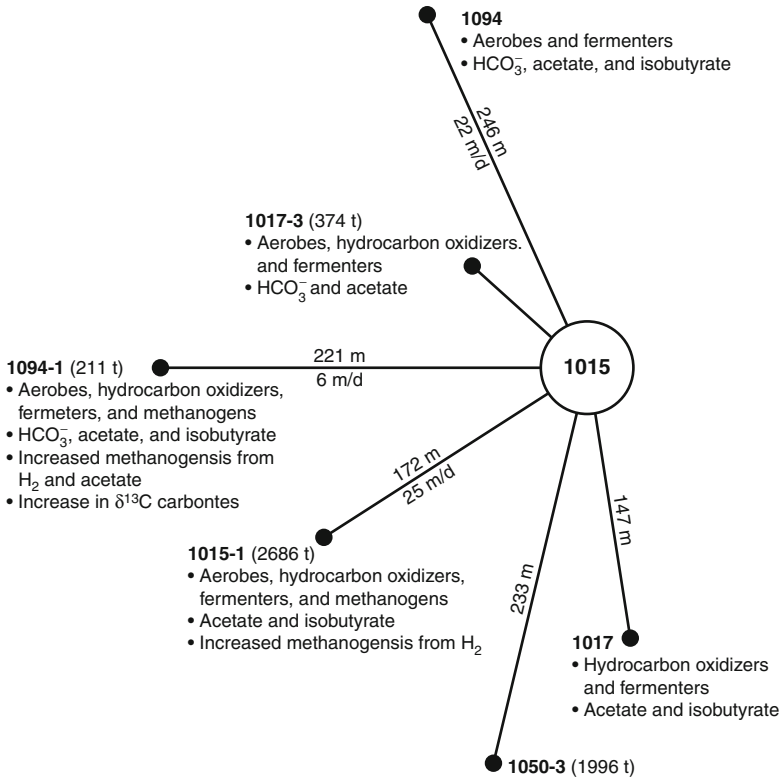 1094
• Aerobes and fermenters
• HCO₃⁻, acetate, and isobutyrate
246 m
22 m/d
1017-3 (374 t)
• Aerobes, hydrocarbon oxidizers.
and fermenters
• HCO₃⁻ and acetate
1015
1094-1 (211 t)
• Aerobes, hydrocarbon oxidizers,
fermeters, and methanogens
• HCO₃⁻, acetate, and isobutyrate
• Increased methanogensis from
H₂ and acetate
• Increase in δ¹³C carbontes
221 m
6 m/d
172 m
25 m/d
1015-1 (2686 t)
• Aerobes, hydrocarbon oxidizers,
fermenters, and methanogens
• Acetate and isobutyrate
• Increased methanogensis from H₂
233 m
147 m
1017
• Hydrocarbon oxidizers
and fermenters
• Acetate and isobutyrate
1050-3 (1996 t)